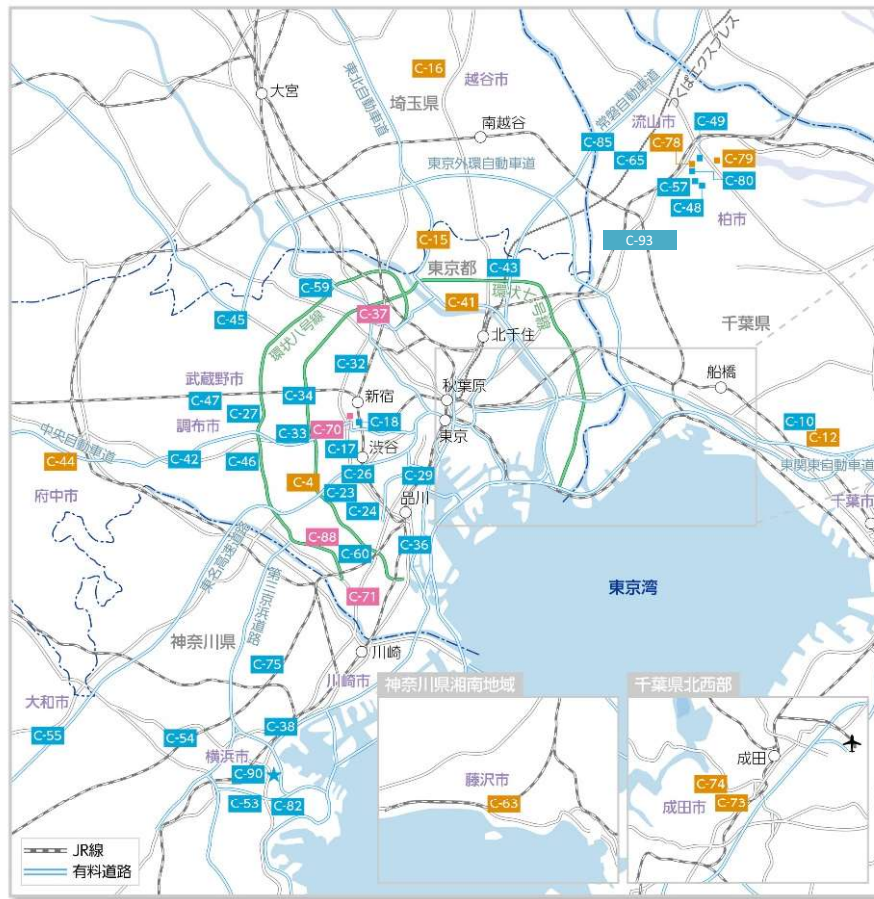 C-16
越谷市
埼玉県
大宮
東北自動車道
南越谷
常磐自動車道
つくばエクスプレス
流山市
C-49
C-85
C-78
C-65
C-79
C-57
C-80
C-48
柏市
東京外環自動車道
C-93
C-15
東京都
C-43
C-59
C-41
環状七号線
C-45
C-37
環状八号線
北千住
千葉県
C-32
武蔵野市
船橋
C-47
C-34
新宿
秋葉原
C-27
C-18
C-10
調布市
C-33
C-70
東京
C-12
中央自動車道
C-17
渋谷
C-44
C-42
C-46
C-26
C-29
東関東自動車道
C-4
C-23
府中市
C-24
品川
千葉市
C-88
C-60
C-36
東名高速道路
第三京浜道路
C-71
東京湾
神奈川県
川崎
C-75
川崎市
神奈川県湘南地域
千葉県北西部
大和市
C-55
C-54
C-38
横浜市
成田
C-90
藤沢市
C-74
C-53
C-82
C-63
成田市
C-73
JR線
有料道路